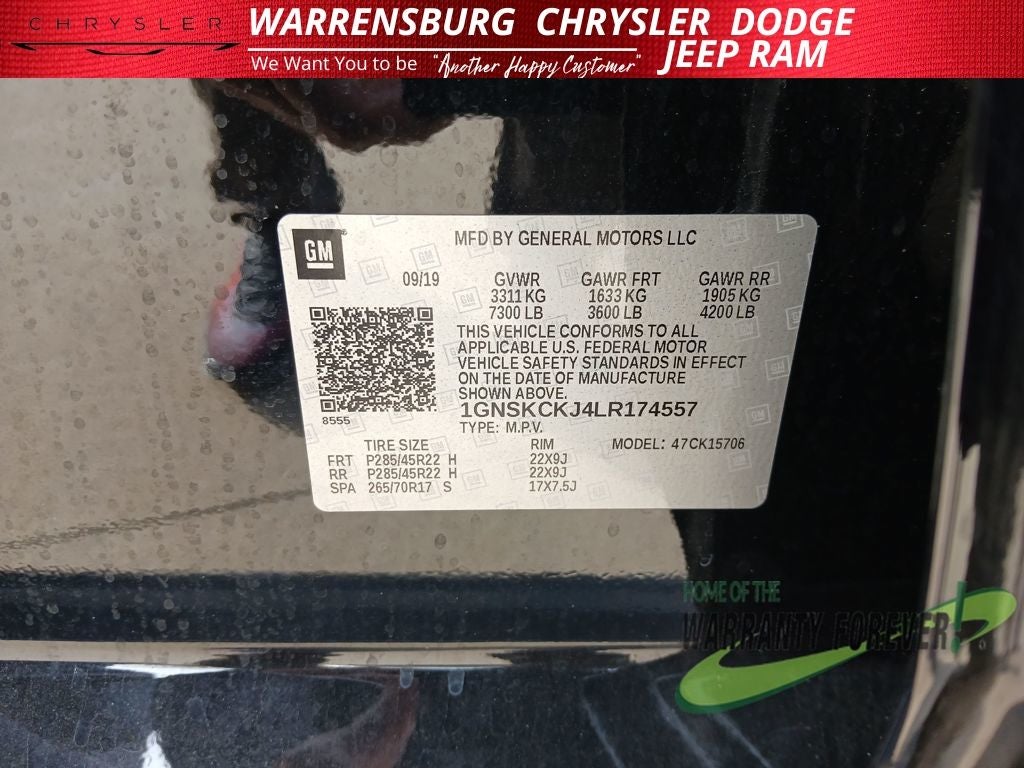 CHRYSLER
WARRENSBURG CHRYSLER DODGE
JEEP RAM
We Want You to be "Another Happy Customer"
GM
MFD BY GENERAL MOTORS LLC
09/19 GVWR GAWR FRT GAWR RR
3311 KG 1633 KG 1905 KG
7300 LB 3600 LB 4200 LB
THIS VEHICLE CONFORMS TO ALL
APPLICABLE U.S. FEDERAL MOTOR
VEHICLE SAFETY STANDARDS IN EFFECT
ON THE DATE OF MANUFACTURE
SHOWN ABOVE.
8555
1GNSKCKJ4LR174557
TYPE: M.P.V.
TIRE SIZE RIM MODEL: 47CK15706
FRT P285/45R22 H 22X9J
RR P285/45R22 H 22X9J
SPA 265/70R17 S 17X7.5J
HOME OF THE
WARRANTY FOREVER!